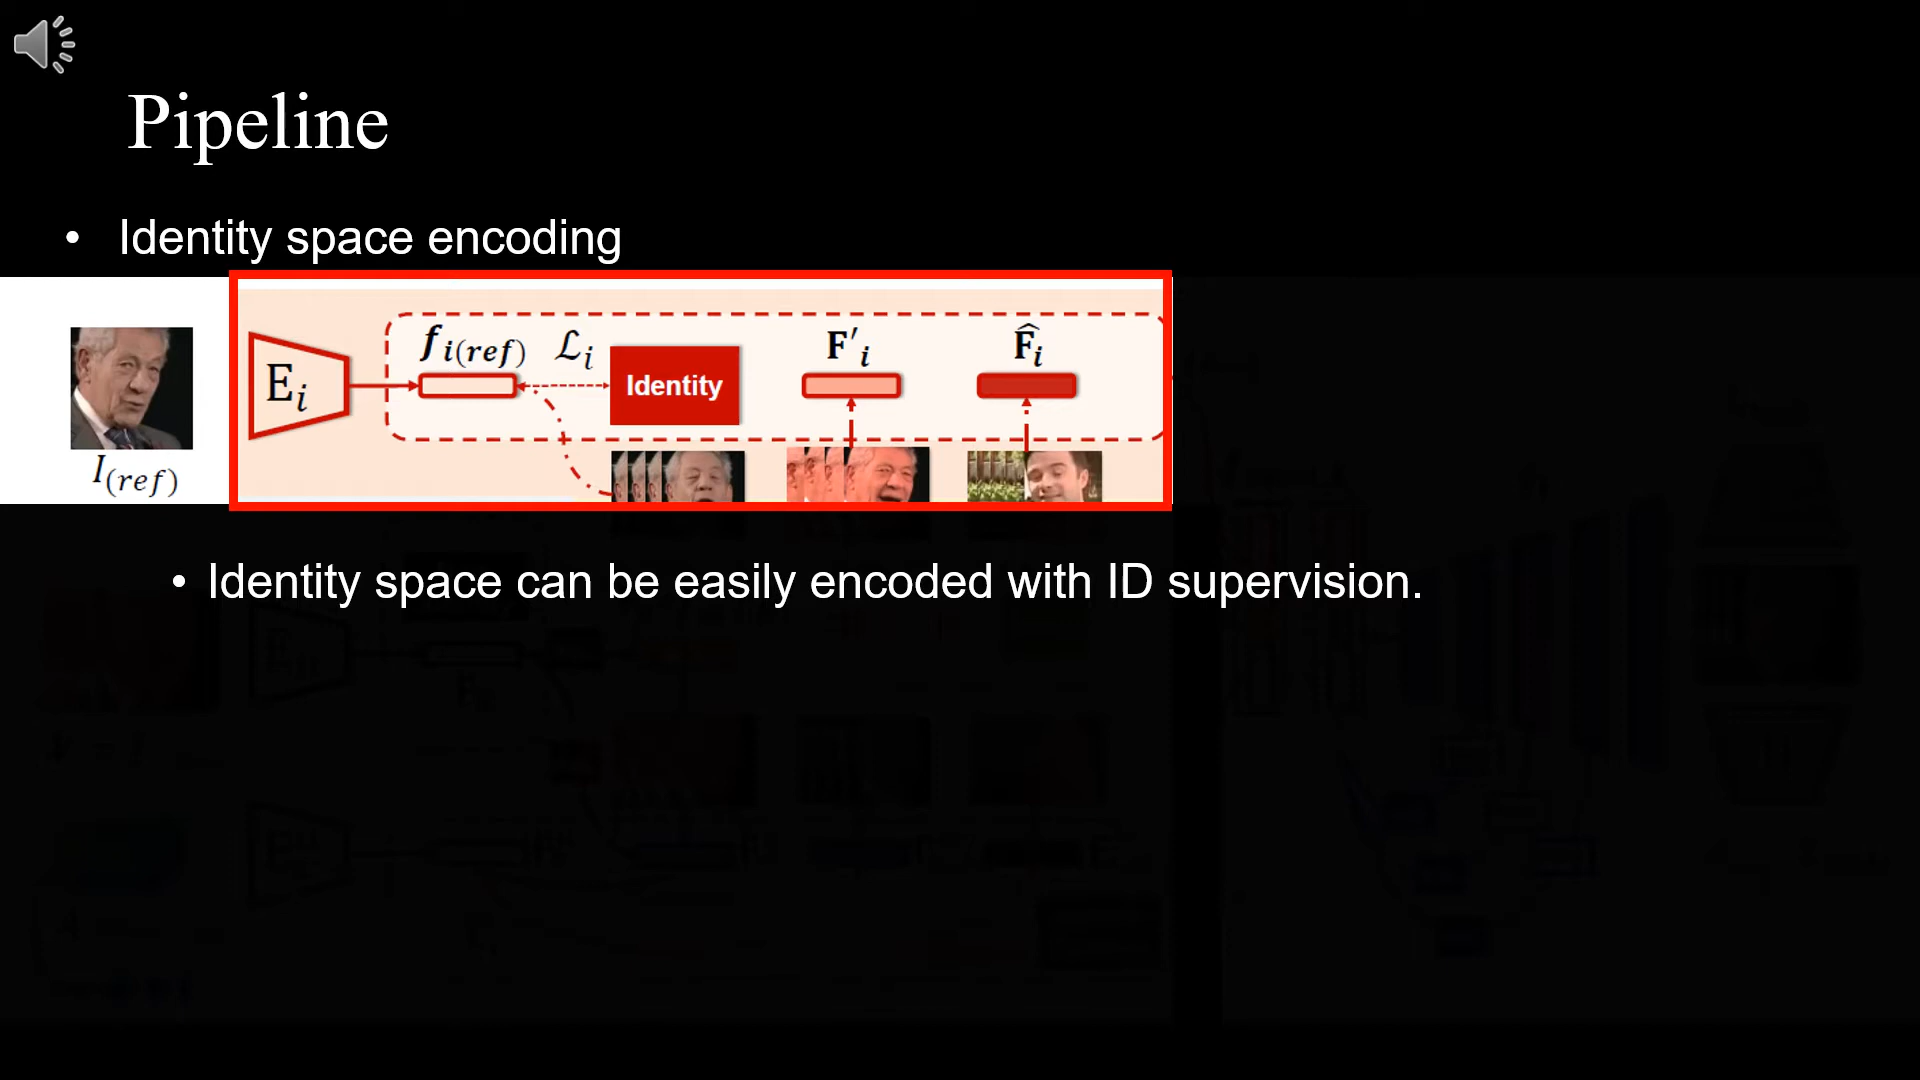 Pipeline
• Identity space encoding
E_i f_{i(ref)} ℒ_i Identity F'_i F̂_i
I_{(ref)}
• Identity space can be easily encoded with ID supervision.